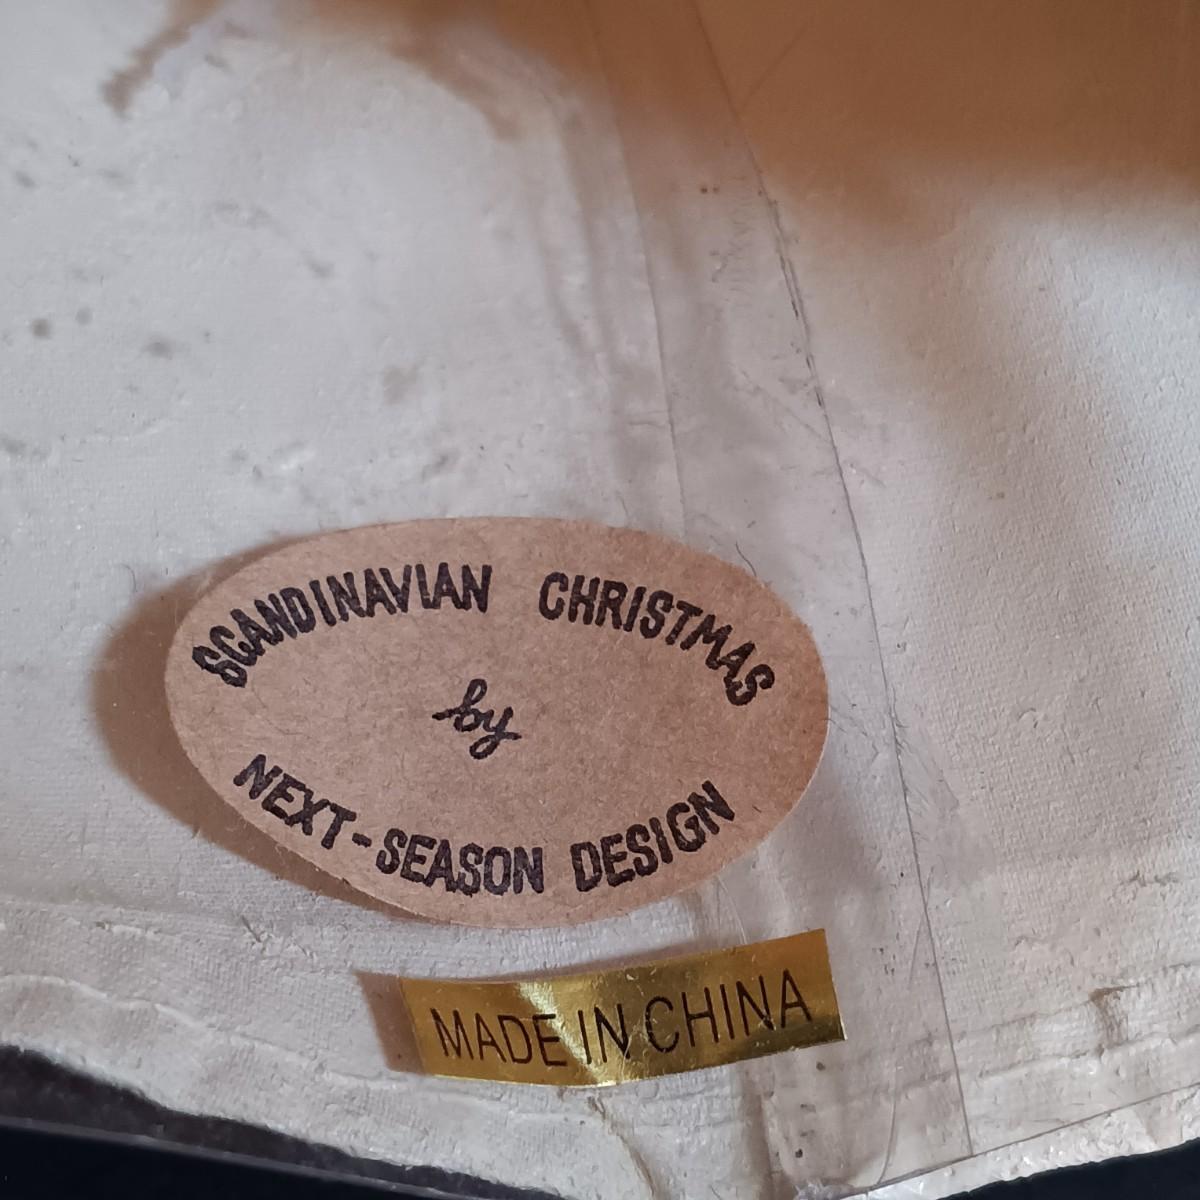 SCANDINAVIAN CHRISTMAS
by
NEXT-SEASON DESIGN
MADE IN CHINA